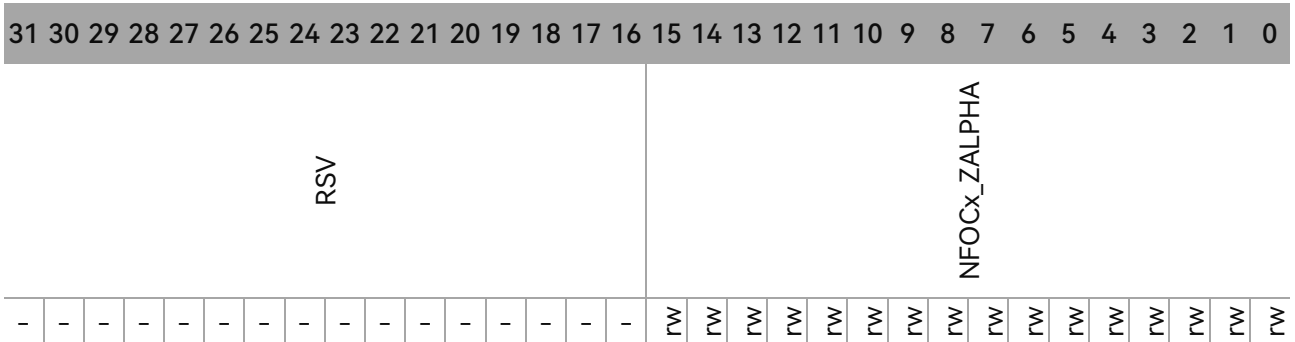 31 30 29 28 27 26 25 24 23 22 21 20 19 18 17 16 15 14 13 12 11 10 9 8 7 6 5 4 3 2 1 0
RSV NFOCx_ZALPHA
- - - - - - - - - - - - - - - - rw rw rw rw rw rw rw rw rw rw rw rw rw rw rw rw